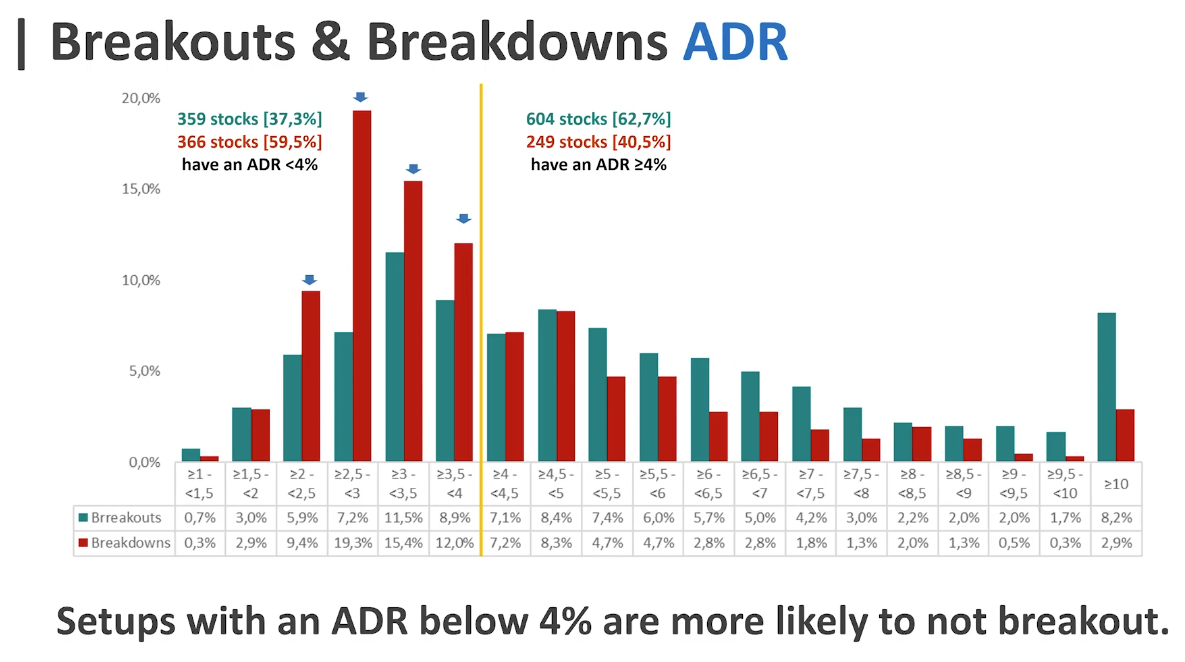 | Breakouts & Breakdowns ADR
20,0%
15,0%
10,0%
5,0%
0,0%
359 stocks [37,3%]
366 stocks [59,5%]
have an ADR <4%
604 stocks [62,7%]
249 stocks [40,5%]
have an ADR ≥4%
≥1 - <1,5 ≥1,5 - <2 ≥2 - <2,5 ≥2,5 - <3 ≥3 - <3,5 ≥3,5 - <4 ≥4 - <4,5 ≥4,5 - <5 ≥5 - <5,5 ≥5,5 - <6 ≥6 - <6,5 ≥6,5 - <7 ≥7 - <7,5 ≥7,5 - <8 ≥8 - <8,5 ≥8,5 - <9 ≥9 - <9,5 ≥9,5 - <10 ≥10
Brreakouts 0,7% 3,0% 5,9% 7,2% 11,5% 8,9% 7,1% 8,4% 7,4% 6,0% 5,7% 5,0% 4,2% 3,0% 2,2% 2,0% 2,0% 1,7% 8,2%
Breakdowns 0,3% 2,9% 9,4% 19,3% 15,4% 12,0% 7,2% 8,3% 4,7% 4,7% 2,8% 2,8% 1,8% 1,3% 2,0% 1,3% 0,5% 0,3% 2,9%
Setups with an ADR below 4% are more likely to not breakout.